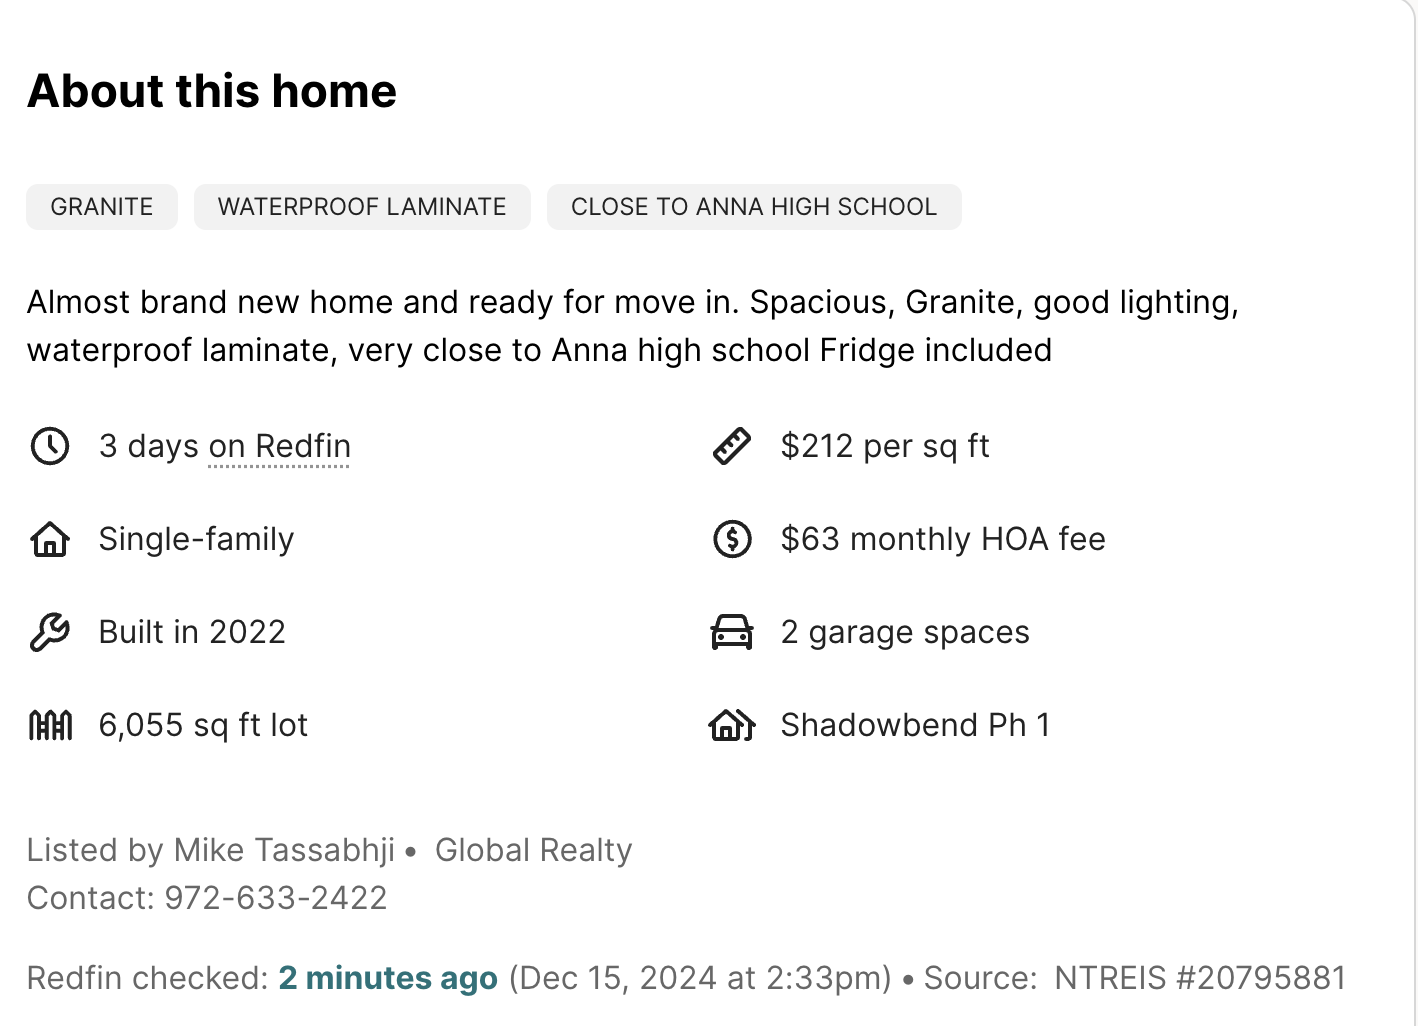 About this home
GRANITE WATERPROOF LAMINATE CLOSE TO ANNA HIGH SCHOOL
Almost brand new home and ready for move in. Spacious, Granite, good lighting,
waterproof laminate, very close to Anna high school Fridge included
3 days on Redfin
$212 per sq ft
Single-family
$63 monthly HOA fee
Built in 2022
2 garage spaces
6,055 sq ft lot
Shadowbend Ph 1
Listed by Mike Tassabhji • Global Realty
Contact: 972-633-2422
Redfin checked: 2 minutes ago (Dec 15, 2024 at 2:33pm) • Source: NTREIS #20795881